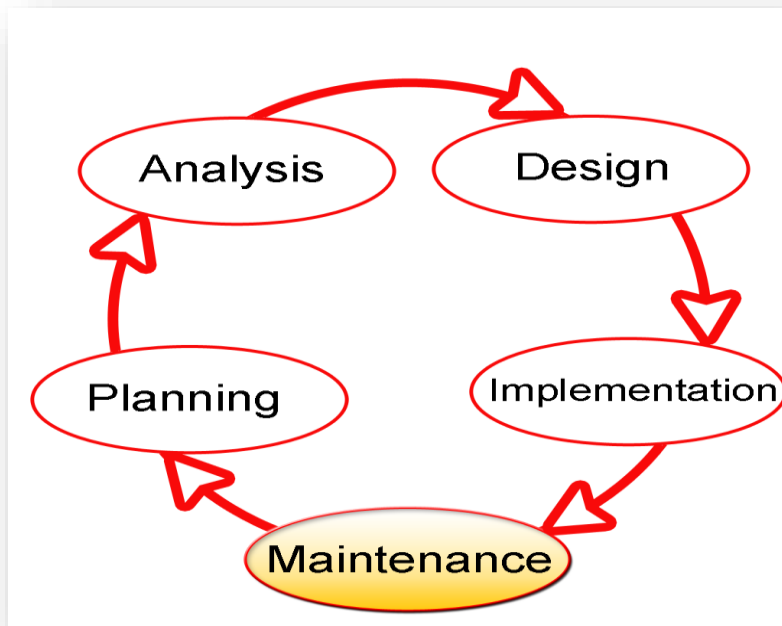 Analysis
Design
Planning
Implementation
Maintenance